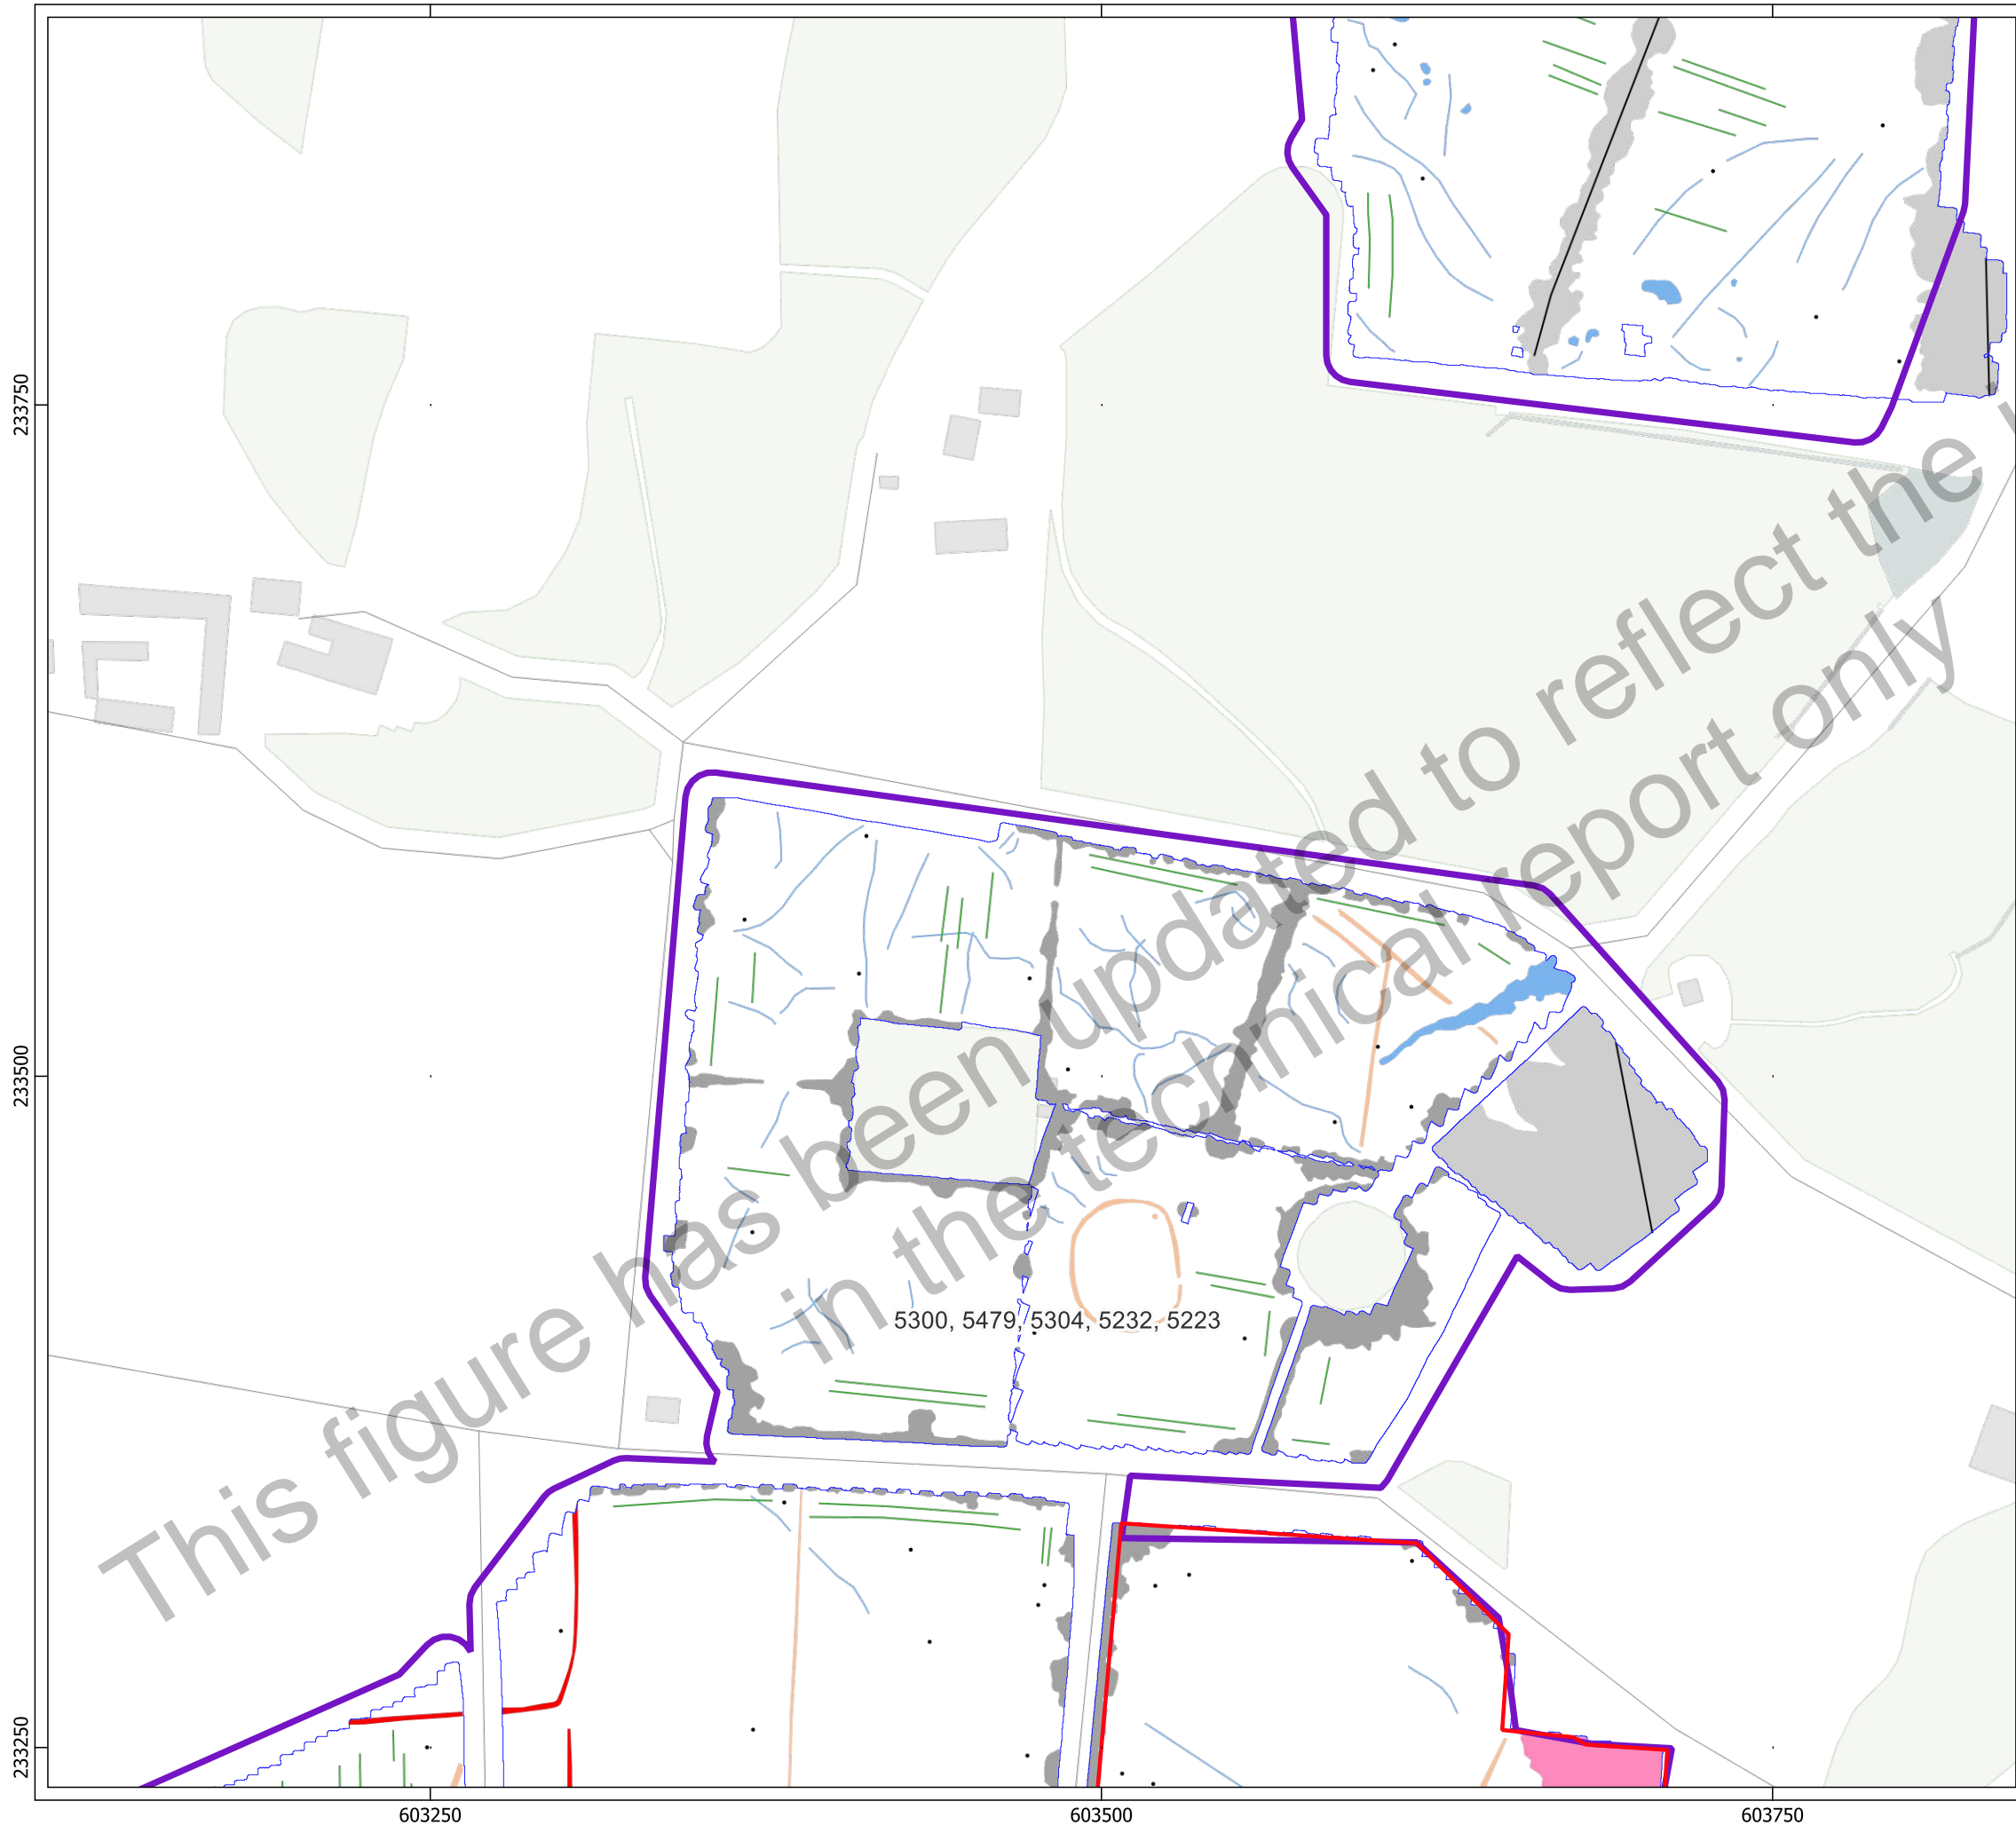 233750
233500
233250
This figure has been updated to reflect the
in the technical report only
5300, 5479, 5304, 5232, 5223
603250
603500
603750